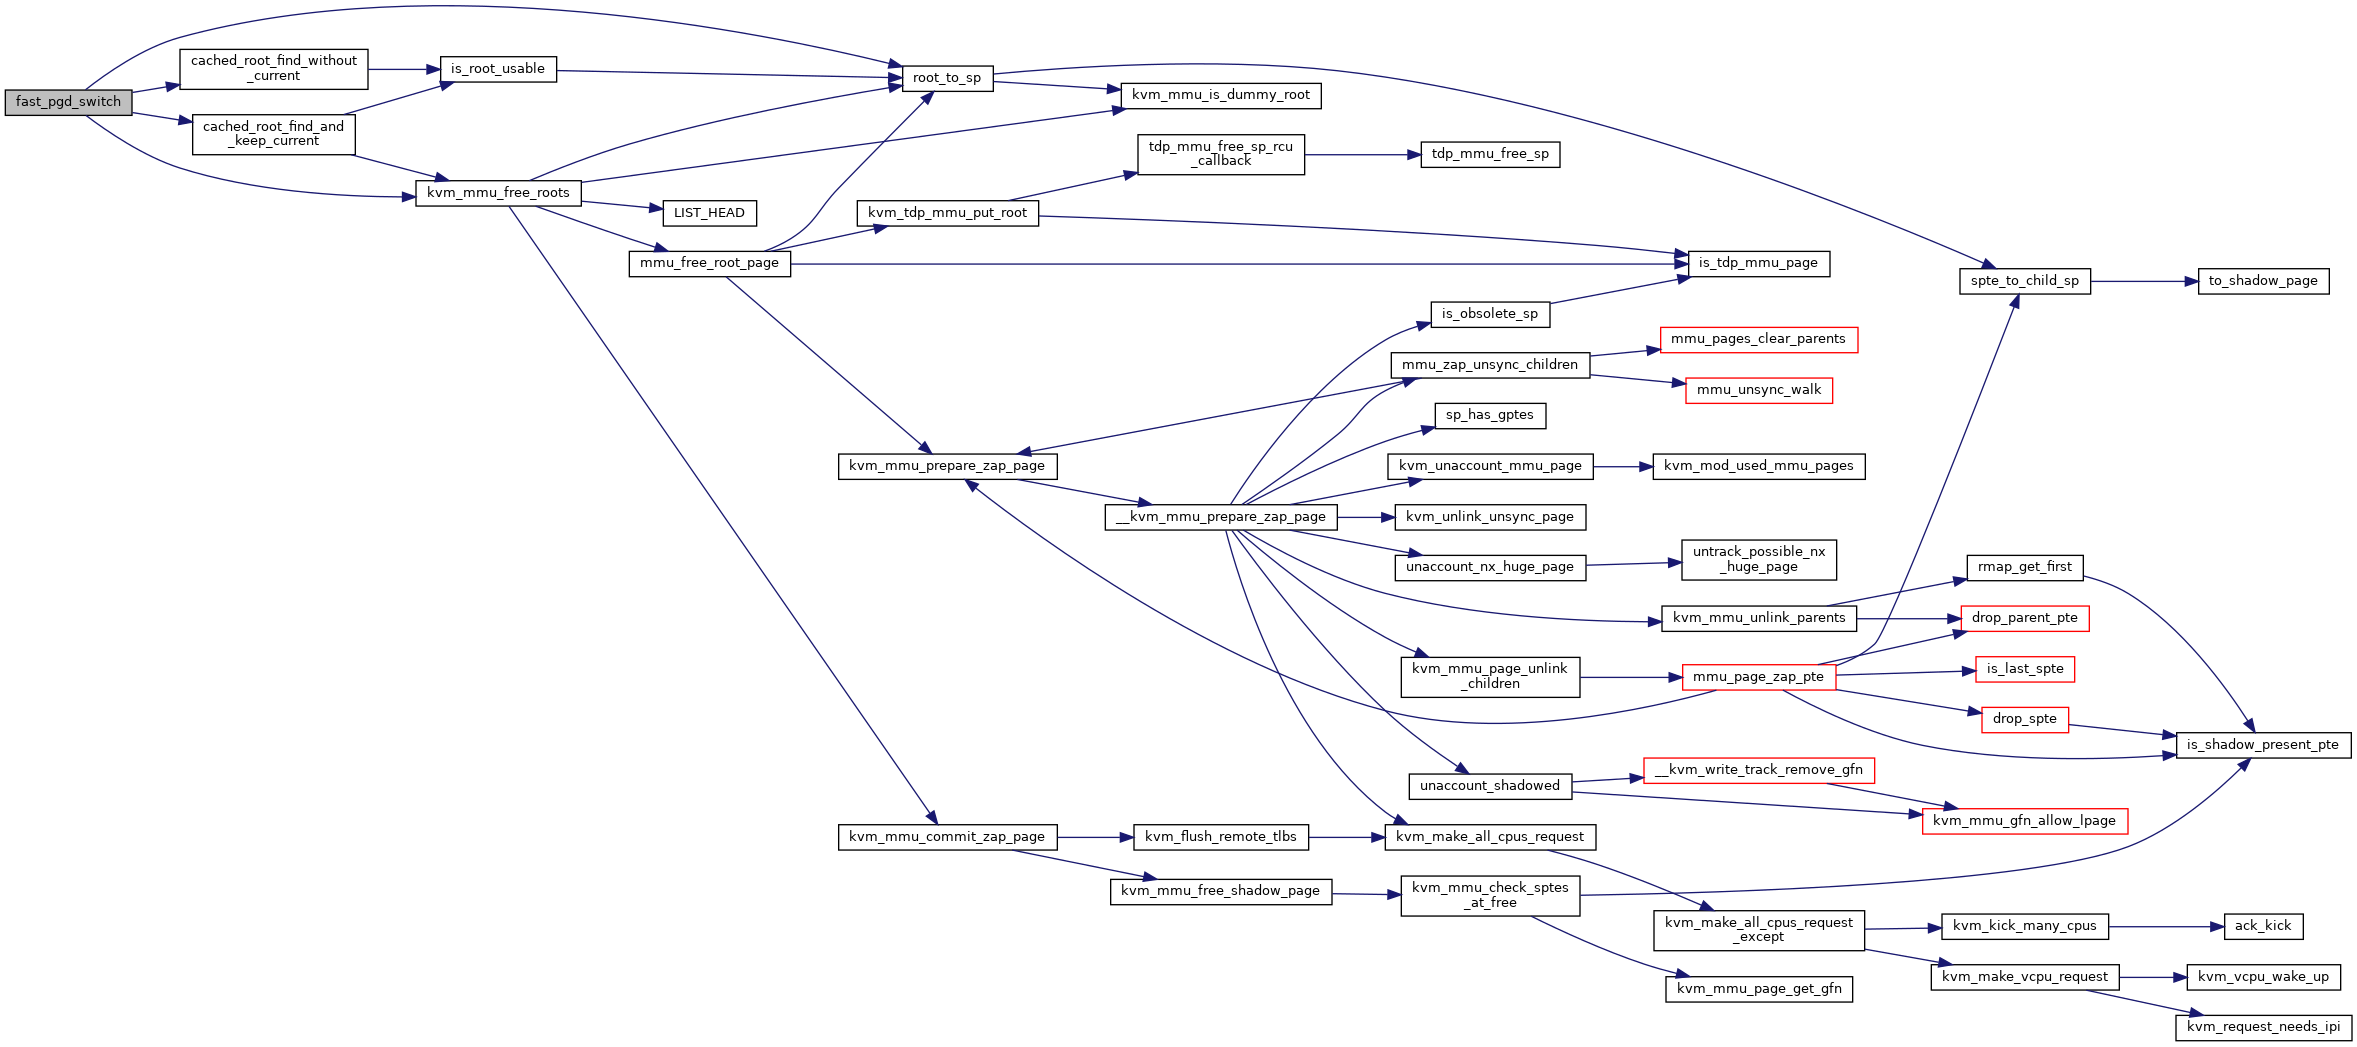 fast_pgd_switch
cached_root_find_without
_current
cached_root_find_and
_keep_current
is_root_usable
kvm_mmu_free_roots
root_to_sp
kvm_mmu_is_dummy_root
LIST_HEAD
mmu_free_root_page
tdp_mmu_free_sp_rcu
_callback
tdp_mmu_free_sp
kvm_tdp_mmu_put_root
is_tdp_mmu_page
spte_to_child_sp
to_shadow_page
is_obsolete_sp
mmu_zap_unsync_children
mmu_pages_clear_parents
mmu_unsync_walk
sp_has_gptes
kvm_mmu_prepare_zap_page
__kvm_mmu_prepare_zap_page
kvm_unaccount_mmu_page
kvm_mod_used_mmu_pages
kvm_unlink_unsync_page
unaccount_nx_huge_page
untrack_possible_nx
_huge_page
kvm_mmu_unlink_parents
rmap_get_first
drop_parent_pte
kvm_mmu_page_unlink
_children
mmu_page_zap_pte
is_last_spte
drop_spte
is_shadow_present_pte
unaccount_shadowed
__kvm_write_track_remove_gfn
kvm_mmu_gfn_allow_lpage
kvm_mmu_commit_zap_page
kvm_flush_remote_tlbs
kvm_make_all_cpus_request
kvm_mmu_free_shadow_page
kvm_mmu_check_sptes
_at_free
kvm_make_all_cpus_request
_except
kvm_kick_many_cpus
ack_kick
kvm_make_vcpu_request
kvm_vcpu_wake_up
kvm_mmu_page_get_gfn
kvm_request_needs_ipi